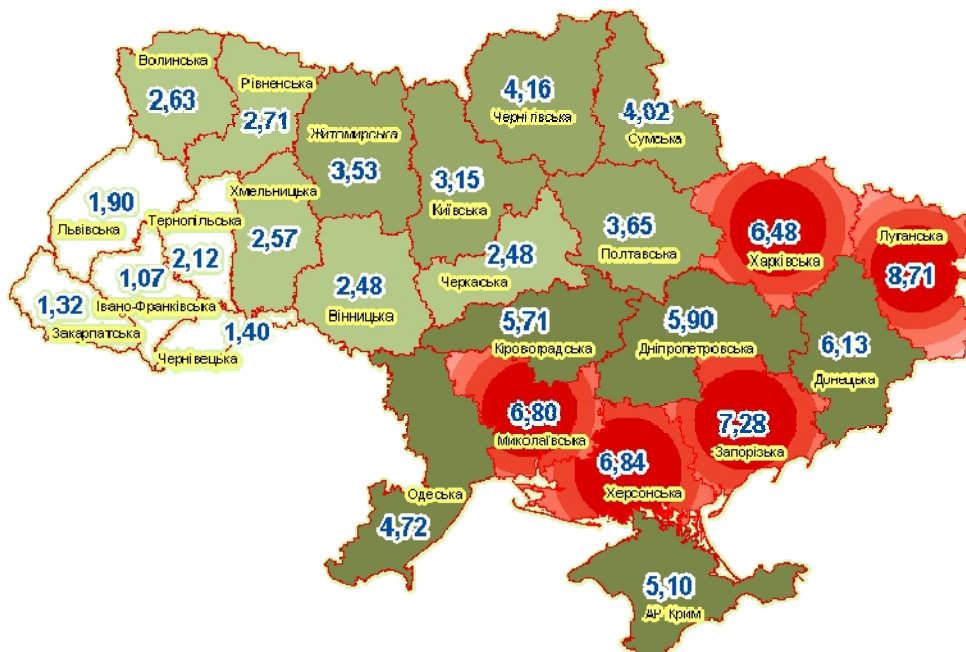 Волинська
2,63
Рівненська
2,71
Житомирська
3,53
4,16
Чернігівська
4,02
Сумська
1,90
Львівська
Тернопільська
2,12
Хмельницька
2,57
3,15
Київська
3,65
Полтавська
6,48
Харківська
Луганська
8,71
1,32
Закарпатська
1,07
Івано-Франківська
1,40
Чернівецька
2,48
Вінницька
2,48
Черкаська
5,71
Кіровоградська
5,90
Дніпропетровська
6,13
Донецька
6,80
Миколаївська
6,84
Херсонська
7,28
Запорізька
Одеська
4,72
5,10
АР Крим